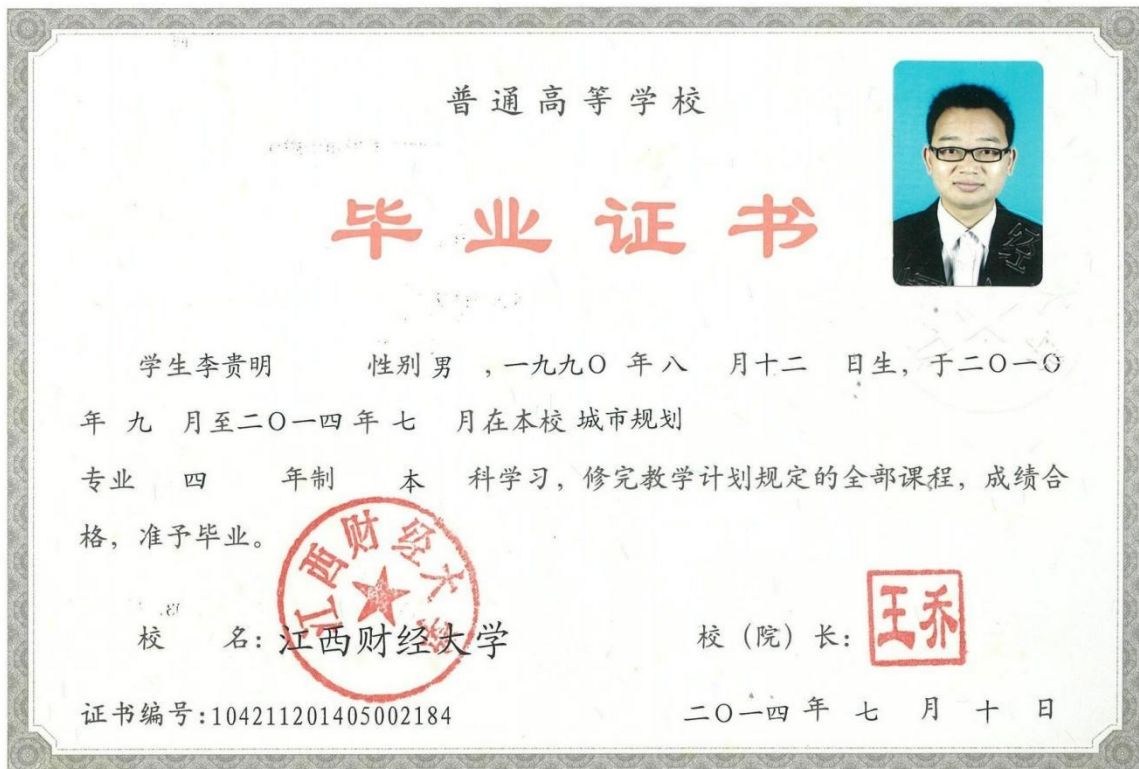 普通高等学校
毕业证书
学生李贵明 性别 男 ，一九九〇 年 八 月十二 日生，于二〇一〇
年 九 月至二〇一四 年 七 月在本校 城市规划
专业 四 年制 本 科学习，修完教学计划规定的全部课程，成绩合
格，准予毕业。
江西财经大学
校 名：江西财经大学
校（院）长：王乔
证书编号:104211201405002184
二〇一四 年 七 月 十 日